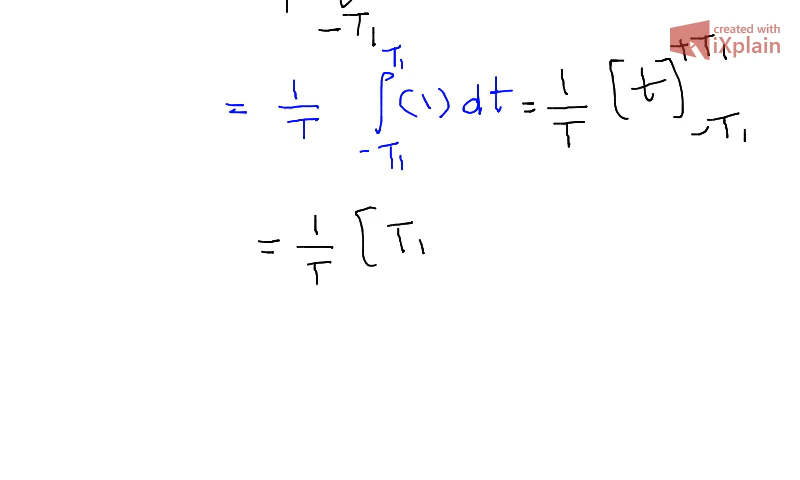 -T₁
created with
iXplain
= 1/T ∫_{-T₁}^{T₁} (1) dt = 1/T [t]_{-T₁}^{+T₁}
= 1/T [T₁